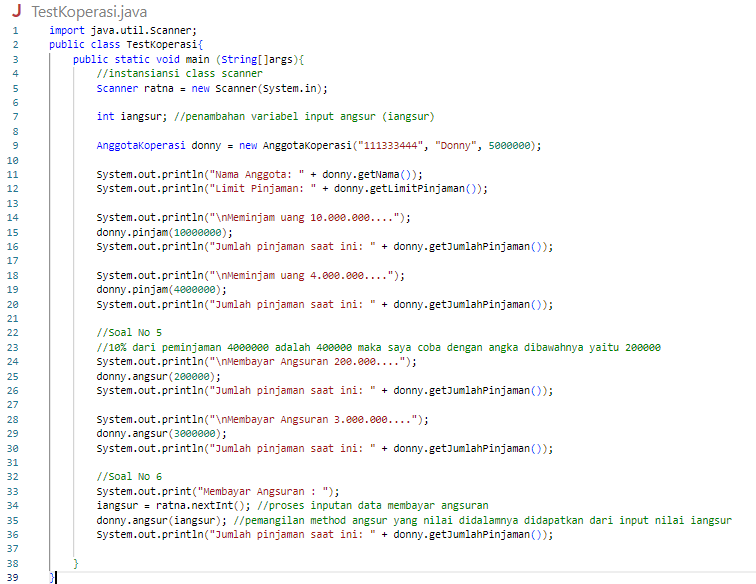 J TestKoperasi.java
1 import java.util.Scanner;
2 public class TestKoperasi{
3 public static void main (String[]args){
4 //instansiansi class scanner
5 Scanner ratna = new Scanner(System.in);
6
7 int iangsur; //penambahan variabel input angsur (iangsur)
8
9 AnggotaKoperasi donny = new AnggotaKoperasi("111333444", "Donny", 5000000);
10
11 System.out.println("Nama Anggota: " + donny.getNama());
12 System.out.println("Limit Pinjaman: " + donny.getLimitPinjaman());
13
14 System.out.println("\nMeminjam uang 10.000.000....");
15 donny.pinjam(10000000);
16 System.out.println("Jumlah pinjaman saat ini: " + donny.getJumlahPinjaman());
17
18 System.out.println("\nMeminjam uang 4.000.000....");
19 donny.pinjam(4000000);
20 System.out.println("Jumlah pinjaman saat ini: " + donny.getJumlahPinjaman());
21
22 //Soal No 5
23 //10% dari peminjaman 4000000 adalah 400000 maka saya coba dengan angka dibawahnya yaitu 200000
24 System.out.println("\nMembayar Angsuran 200.000....");
25 donny.angsur(200000);
26 System.out.println("Jumlah pinjaman saat ini: " + donny.getJumlahPinjaman());
27
28 System.out.println("\nMembayar Angsuran 3.000.000....");
29 donny.angsur(3000000);
30 System.out.println("Jumlah pinjaman saat ini: " + donny.getJumlahPinjaman());
31
32 //Soal No 6
33 System.out.print("Membayar Angsuran : ");
34 iangsur = ratna.nextInt(); //proses inputan data membayar angsuran
35 donny.angsur(iangsur); //pemangilan method angsur yang nilai didalamnya didapatkan dari input nilai iangsur
36 System.out.println("Jumlah pinjaman saat ini: " + donny.getJumlahPinjaman());
37
38 }
39 }